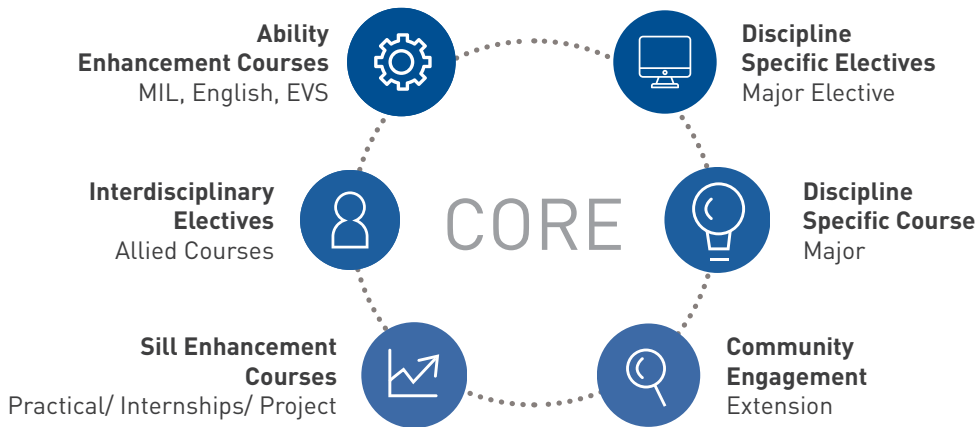 Ability
Enhancement Courses
MIL, English, EVS
Discipline
Specific Electives
Major Elective
Interdisciplinary
Electives
Allied Courses
CORE
Discipline
Specific Course
Major
Sill Enhancement
Courses
Practical/ Internships/ Project
Community
Engagement
Extension